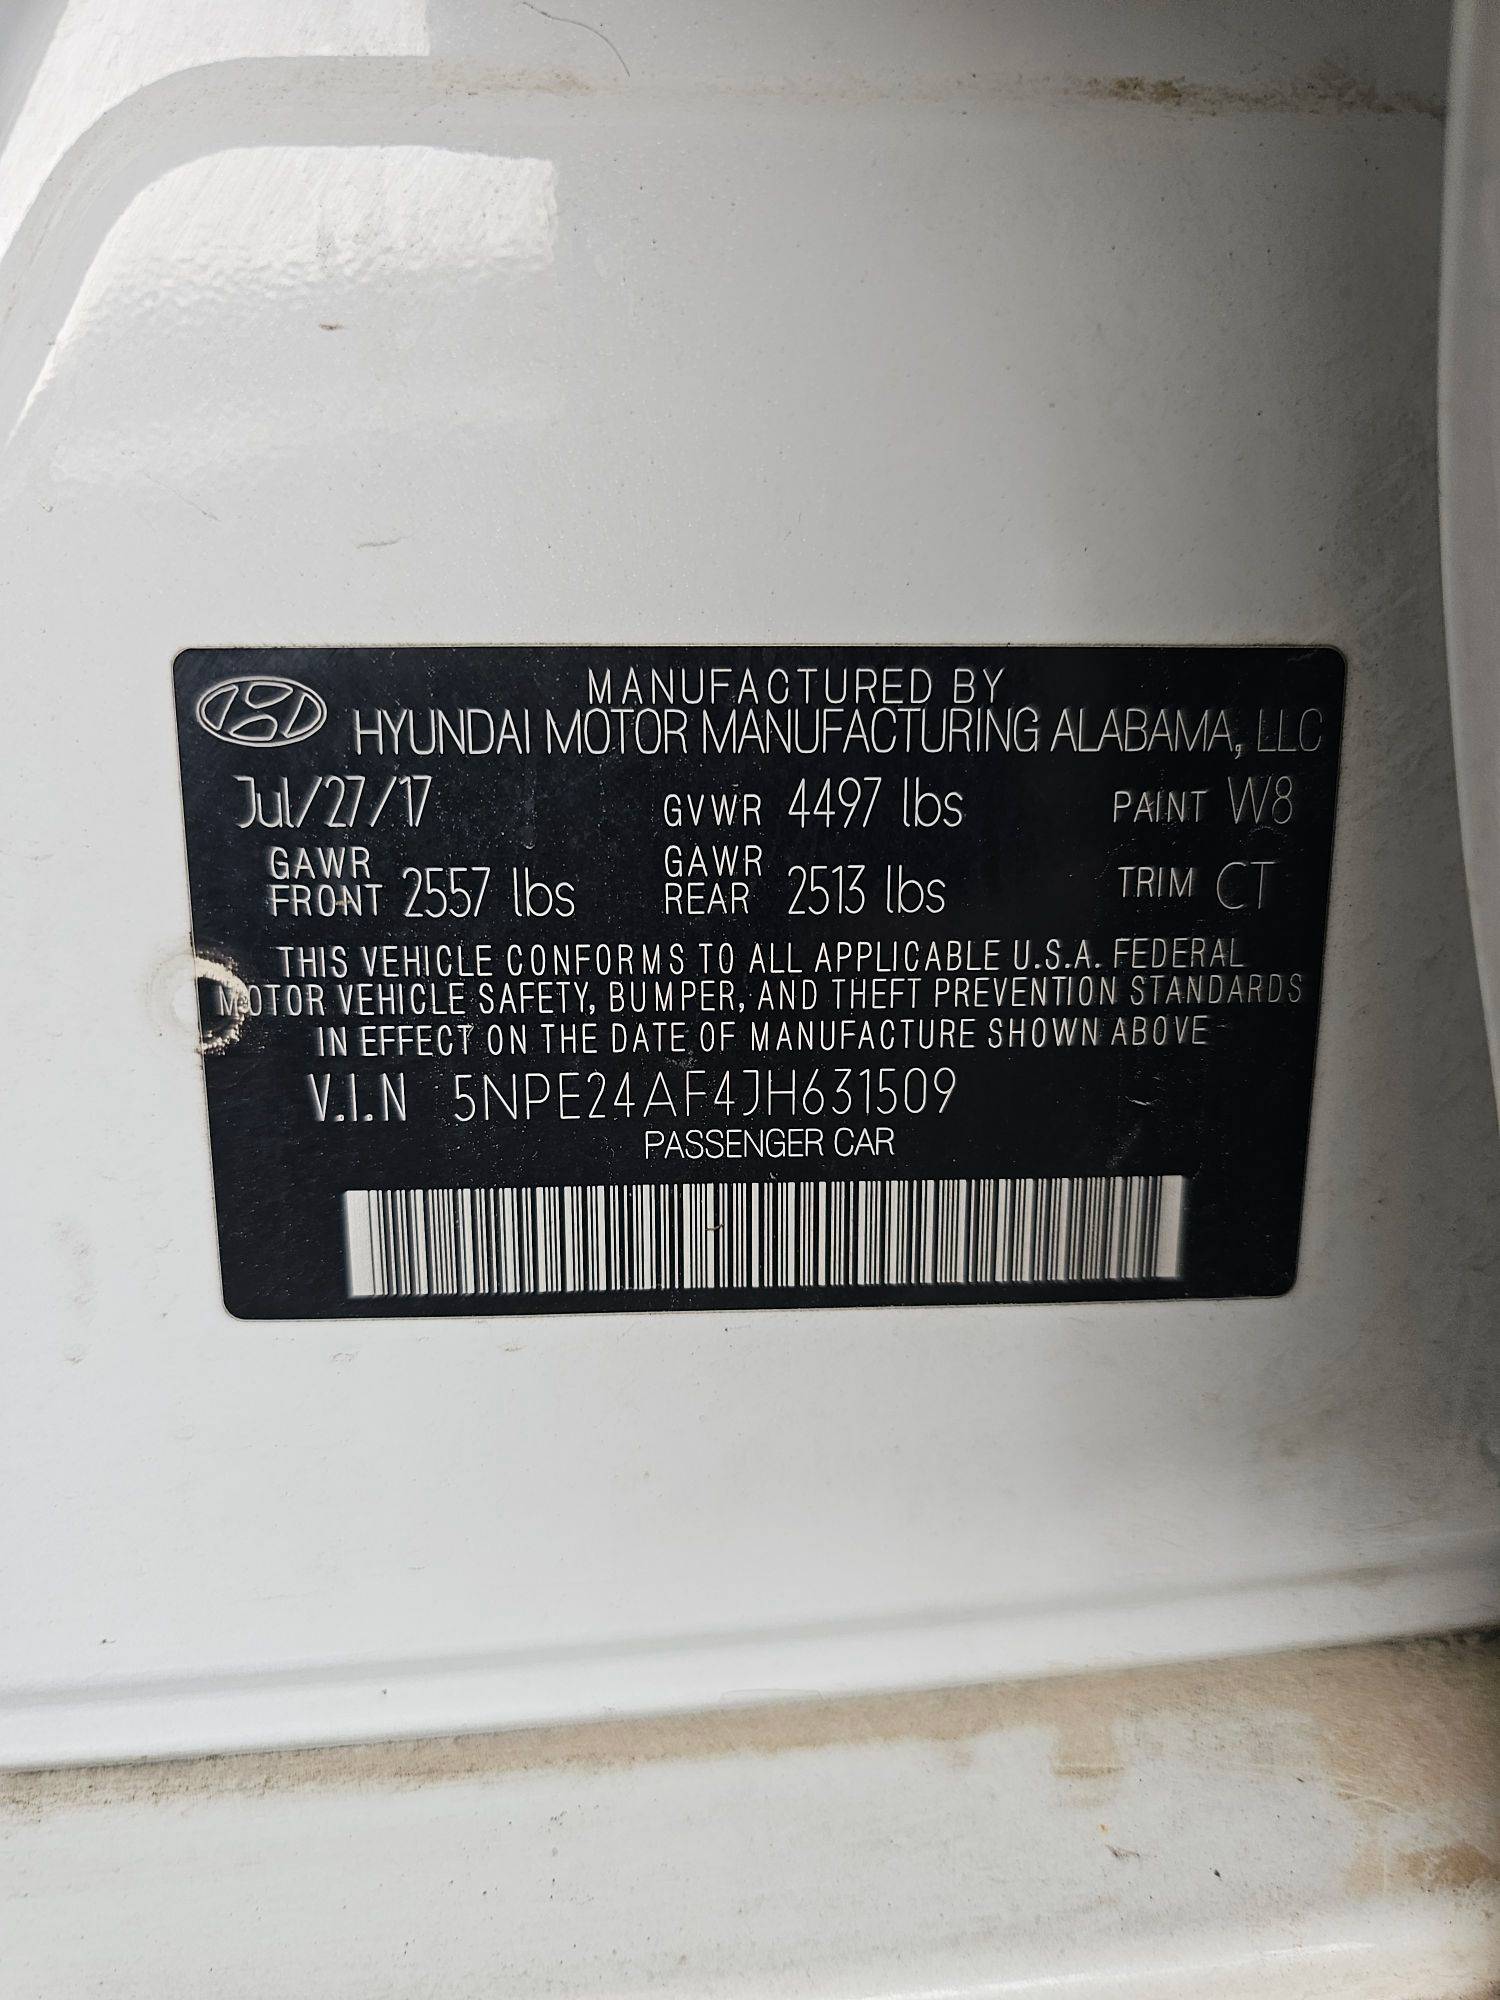 MANUFACTURED BY
HYUNDAI MOTOR MANUFACTURING ALABAMA, LLC
Jul/27/17 GVWR 4497 lbs PAINT W8
GAWR FRONT 2557 lbs GAWR REAR 2513 lbs TRIM CT
THIS VEHICLE CONFORMS TO ALL APPLICABLE U.S.A. FEDERAL
MOTOR VEHICLE SAFETY, BUMPER, AND THEFT PREVENTION STANDARDS
IN EFFECT ON THE DATE OF MANUFACTURE SHOWN ABOVE
V.I.N 5NPE24AF4JH631509
PASSENGER CAR